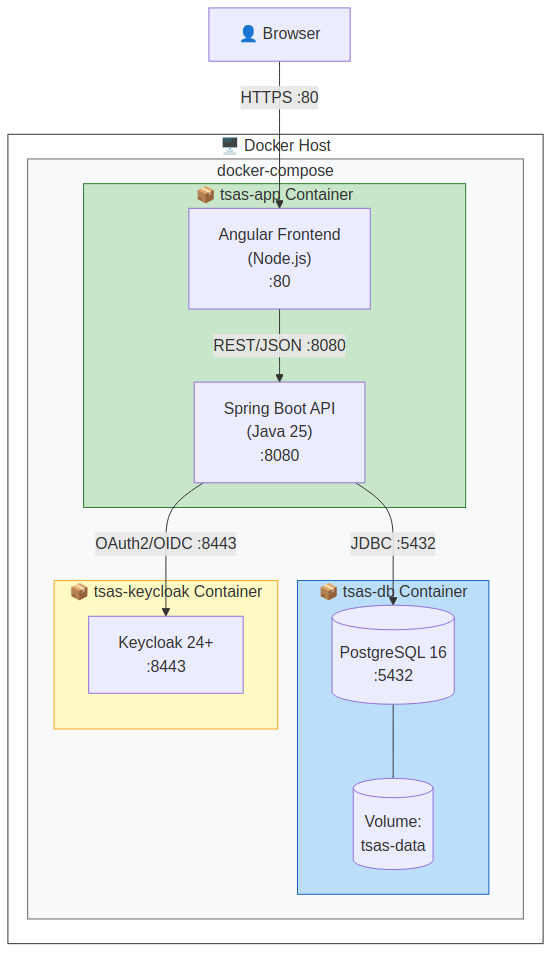 👤 Browser
HTTPS :80
🖥️ Docker Host
docker-compose
📦 tsas-app Container
Angular Frontend
(Node.js)
:80
REST/JSON :8080
Spring Boot API
(Java 25)
:8080
OAuth2/OIDC :8443
JDBC :5432
📦 tsas-keycloak Container
📦 tsas-db Container
Keycloak 24+
:8443
PostgreSQL 16
:5432
Volume:
tsas-data